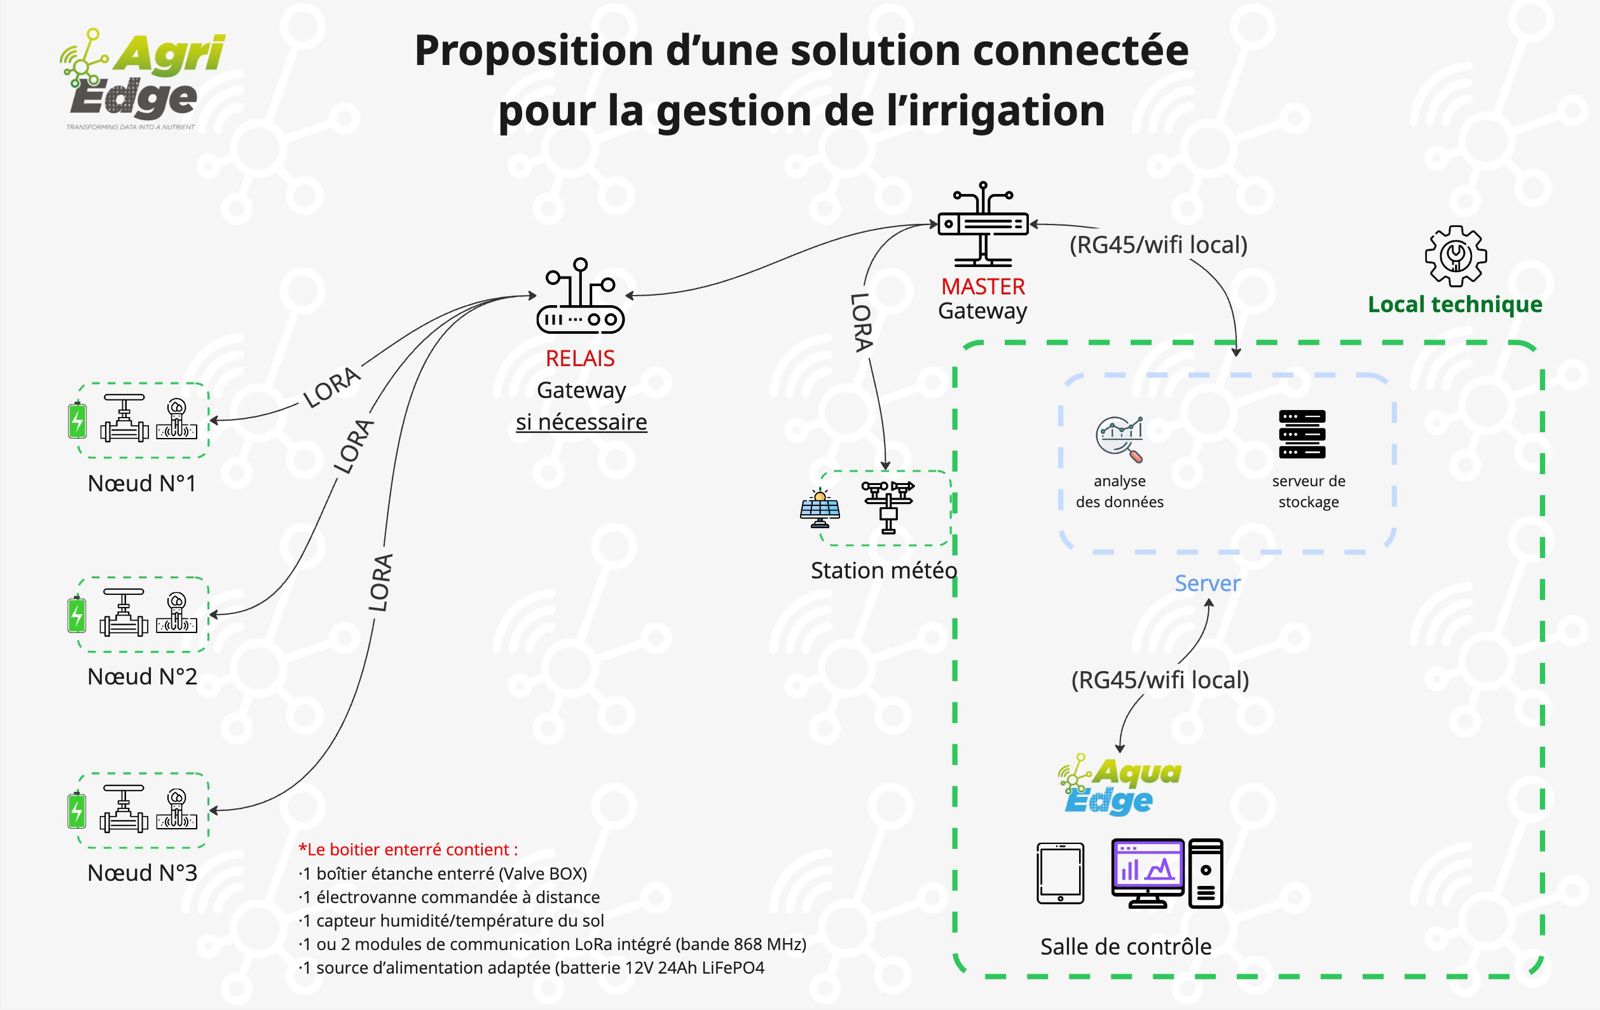 Agri
Edge
TRANSFORMING DATA INTO A NUTRIENT
Proposition d’une solution connectée
pour la gestion de l’irrigation
(RG45/wifi local)
MASTER
Gateway
Local technique
LORA
RELAIS
Gateway
si nécessaire
LORA
LORA
LORA
Nœud N°1
Nœud N°2
Nœud N°3
Station météo
analyse
des données
serveur de
stockage
Server
(RG45/wifi local)
Aqua
Edge
Salle de contrôle
*Le boitier enterré contient :
·1 boîtier étanche enterré (Valve BOX)
·1 électrovanne commandée à distance
·1 capteur humidité/température du sol
·1 ou 2 modules de communication LoRa intégré (bande 868 MHz)
·1 source d’alimentation adaptée (batterie 12V 24Ah LiFePO4